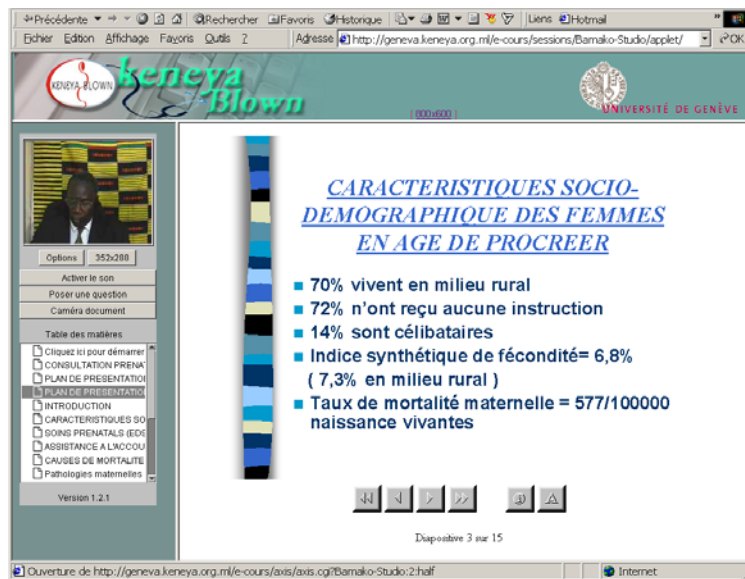 Précédente
Rechercher
Favoris
Historique
Liens
Hotmail
Fichier Edition Affichage Favoris Outils ?
Adresse http://geneva.keneya.org.ml/e-cours/sessions/Bamako-Studio/applet/
OK
KENEYA BLOWN
keneya
Blown
| 800x600 |
UNIVERSITÉ DE GENÈVE
Options
352x288
Activer le son
Poser une question
Caméra document
Table des matières
Cliquez ici pour démarrer
CONSULTATION PRENA
PLAN DE PRESENTATIO
PLAN DE PRESENTATIO
INTRODUCTION
CARACTERISTIQUES SO
SOINS PRENATALS (EDS
ASSISTANCE A L'ACCOU
CAUSES DE MORTALITE
Pathologies maternelles
Version 1.2.1
CARACTERISTIQUES SOCIO-
DEMOGRAPHIQUE DES FEMMES
EN AGE DE PROCREER
70% vivent en milieu rural
72% n'ont reçu aucune instruction
14% sont célibataires
Indice synthétique de fécondité= 6,8%
( 7,3% en milieu rural )
Taux de mortalité maternelle = 577/100000
naissance vivantes
Diapositive 3 sur 15
Ouverture de http://geneva.keneya.org.ml/e-cours/axis/axis.cgi?Bamako-Studio:2:half
Internet